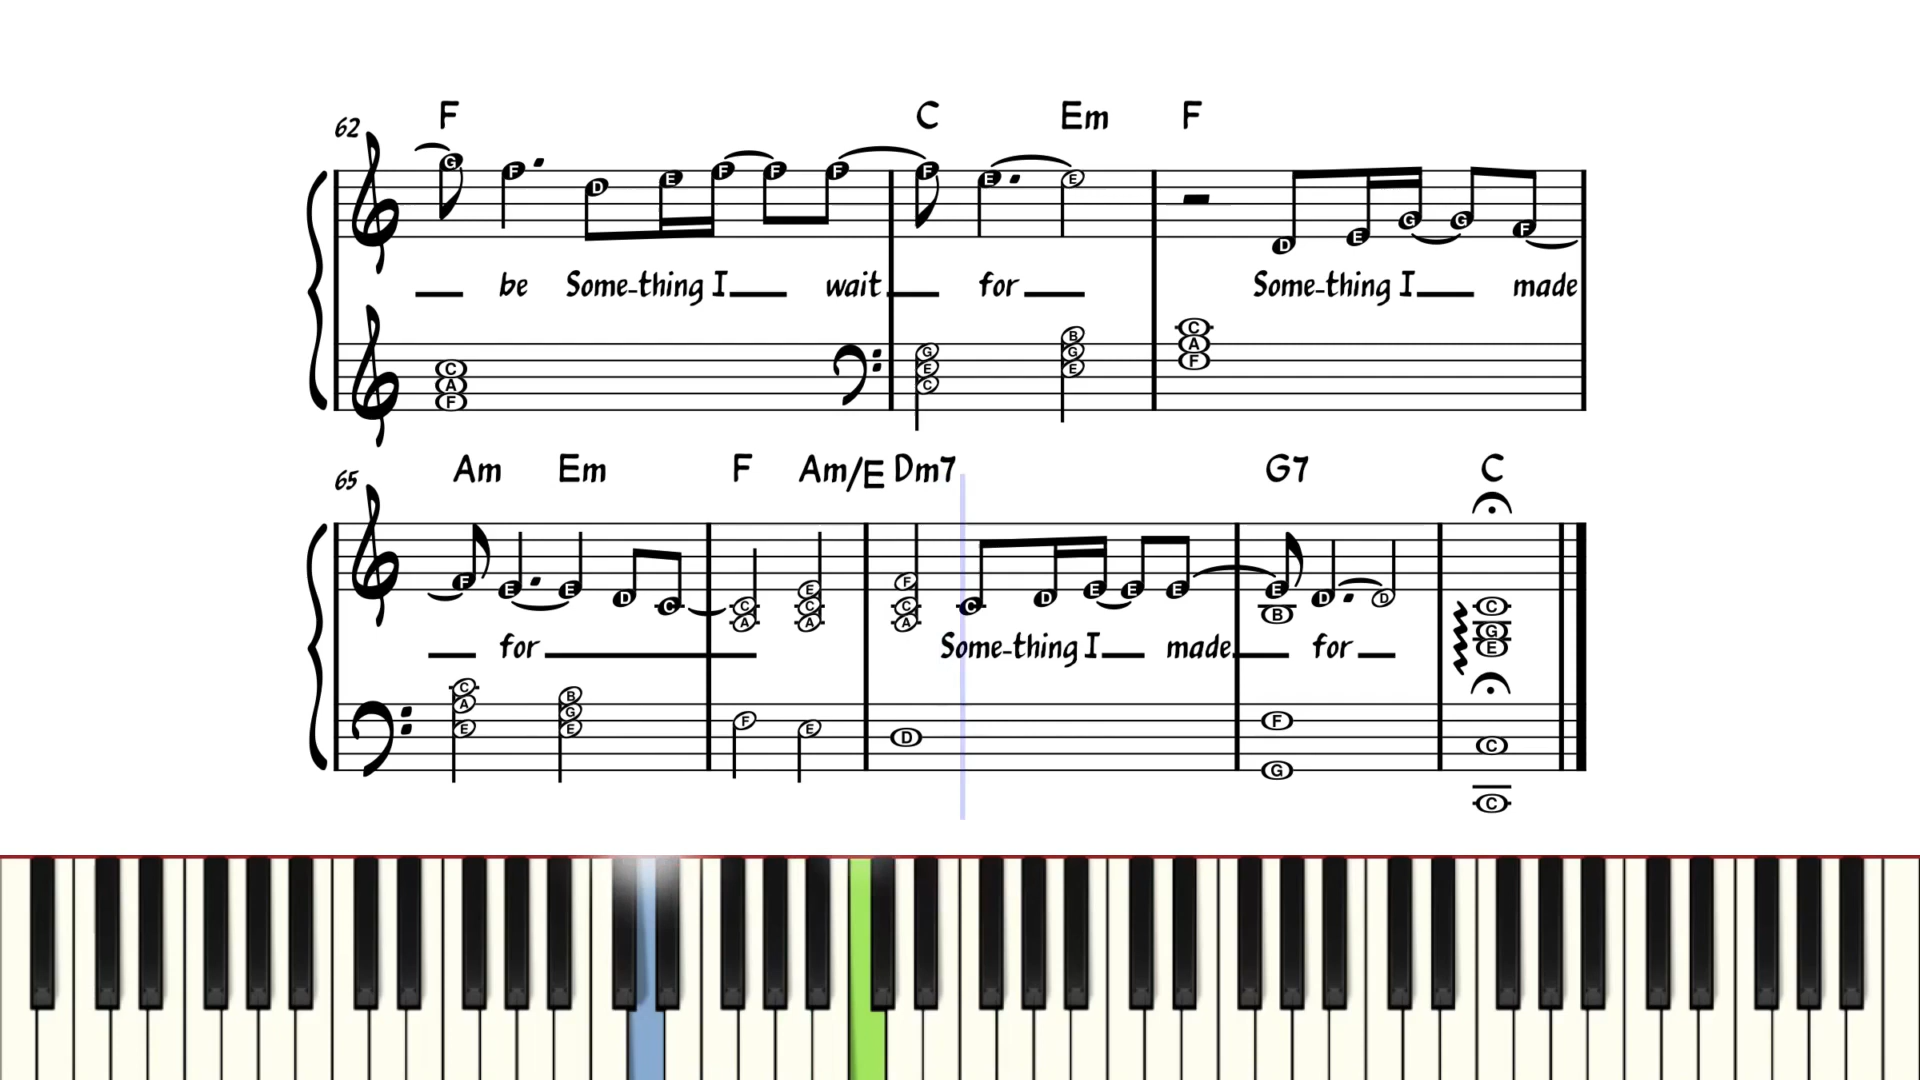 62 F C Em F
G F D E F F F F E E D E G G F
be Some-thing I wait for Some-thing I made
C A F G E C B G E C A F
65 Am Em F Am/E Dm7 G7 C
F E E D C C A E C A F C A C D E E E E B D D C G E
for Some-thing I made for
C A E B G E F E D F G C C